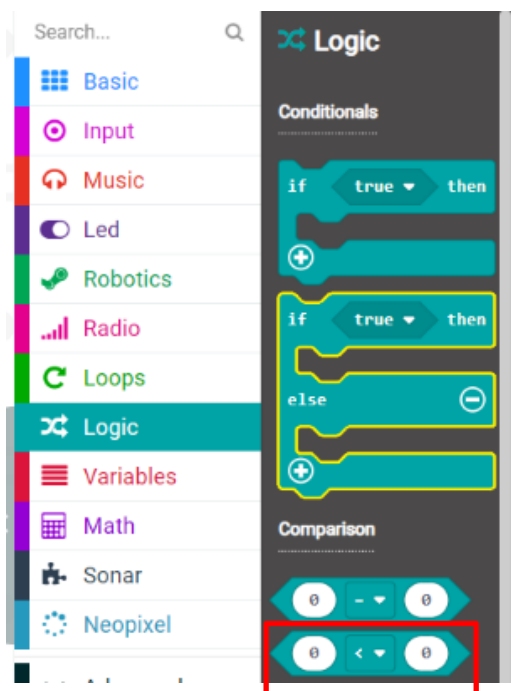 Search...
Basic
Input
Music
Led
Robotics
Radio
Loops
Logic
Variables
Math
Sonar
Neopixel
Logic
Conditionals
if true then
if true then
else
Comparison
0 - 0
0 < 0